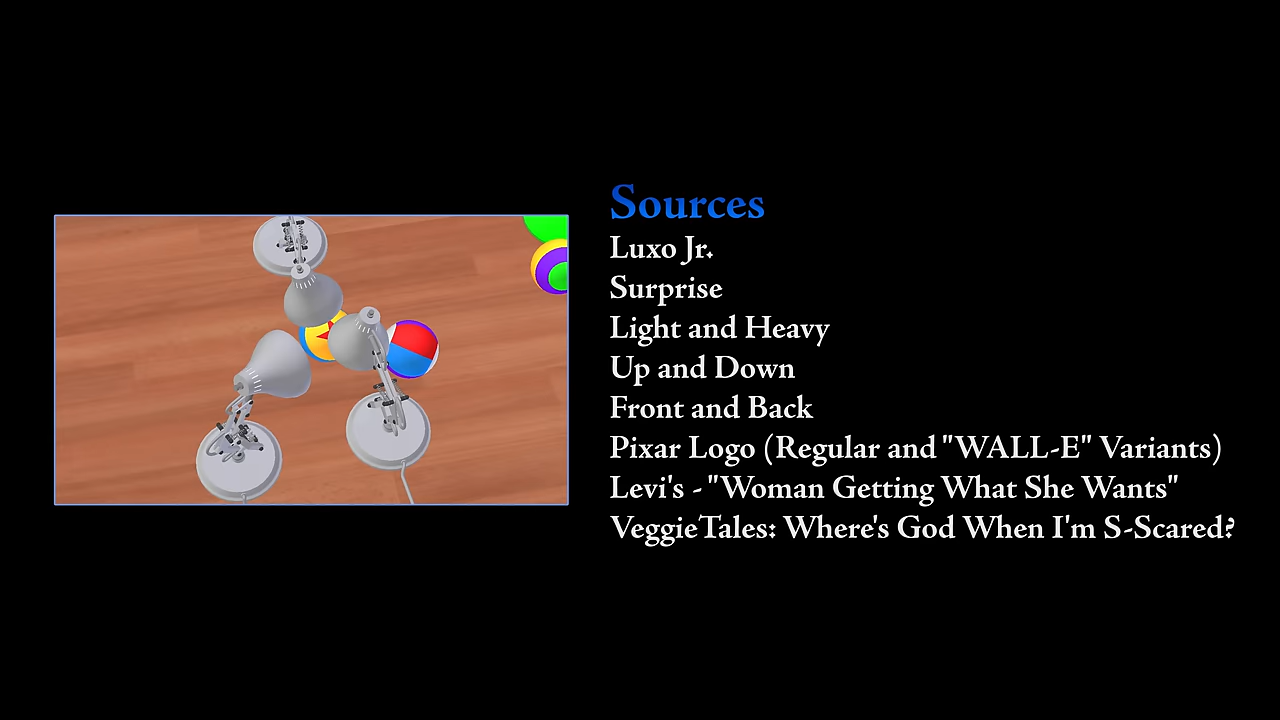 Sources
Luxo Jr.
Surprise
Light and Heavy
Up and Down
Front and Back
Pixar Logo (Regular and "WALL-E" Variants)
Levi's - "Woman Getting What She Wants"
VeggieTales: Where's God When I'm S-Scared?